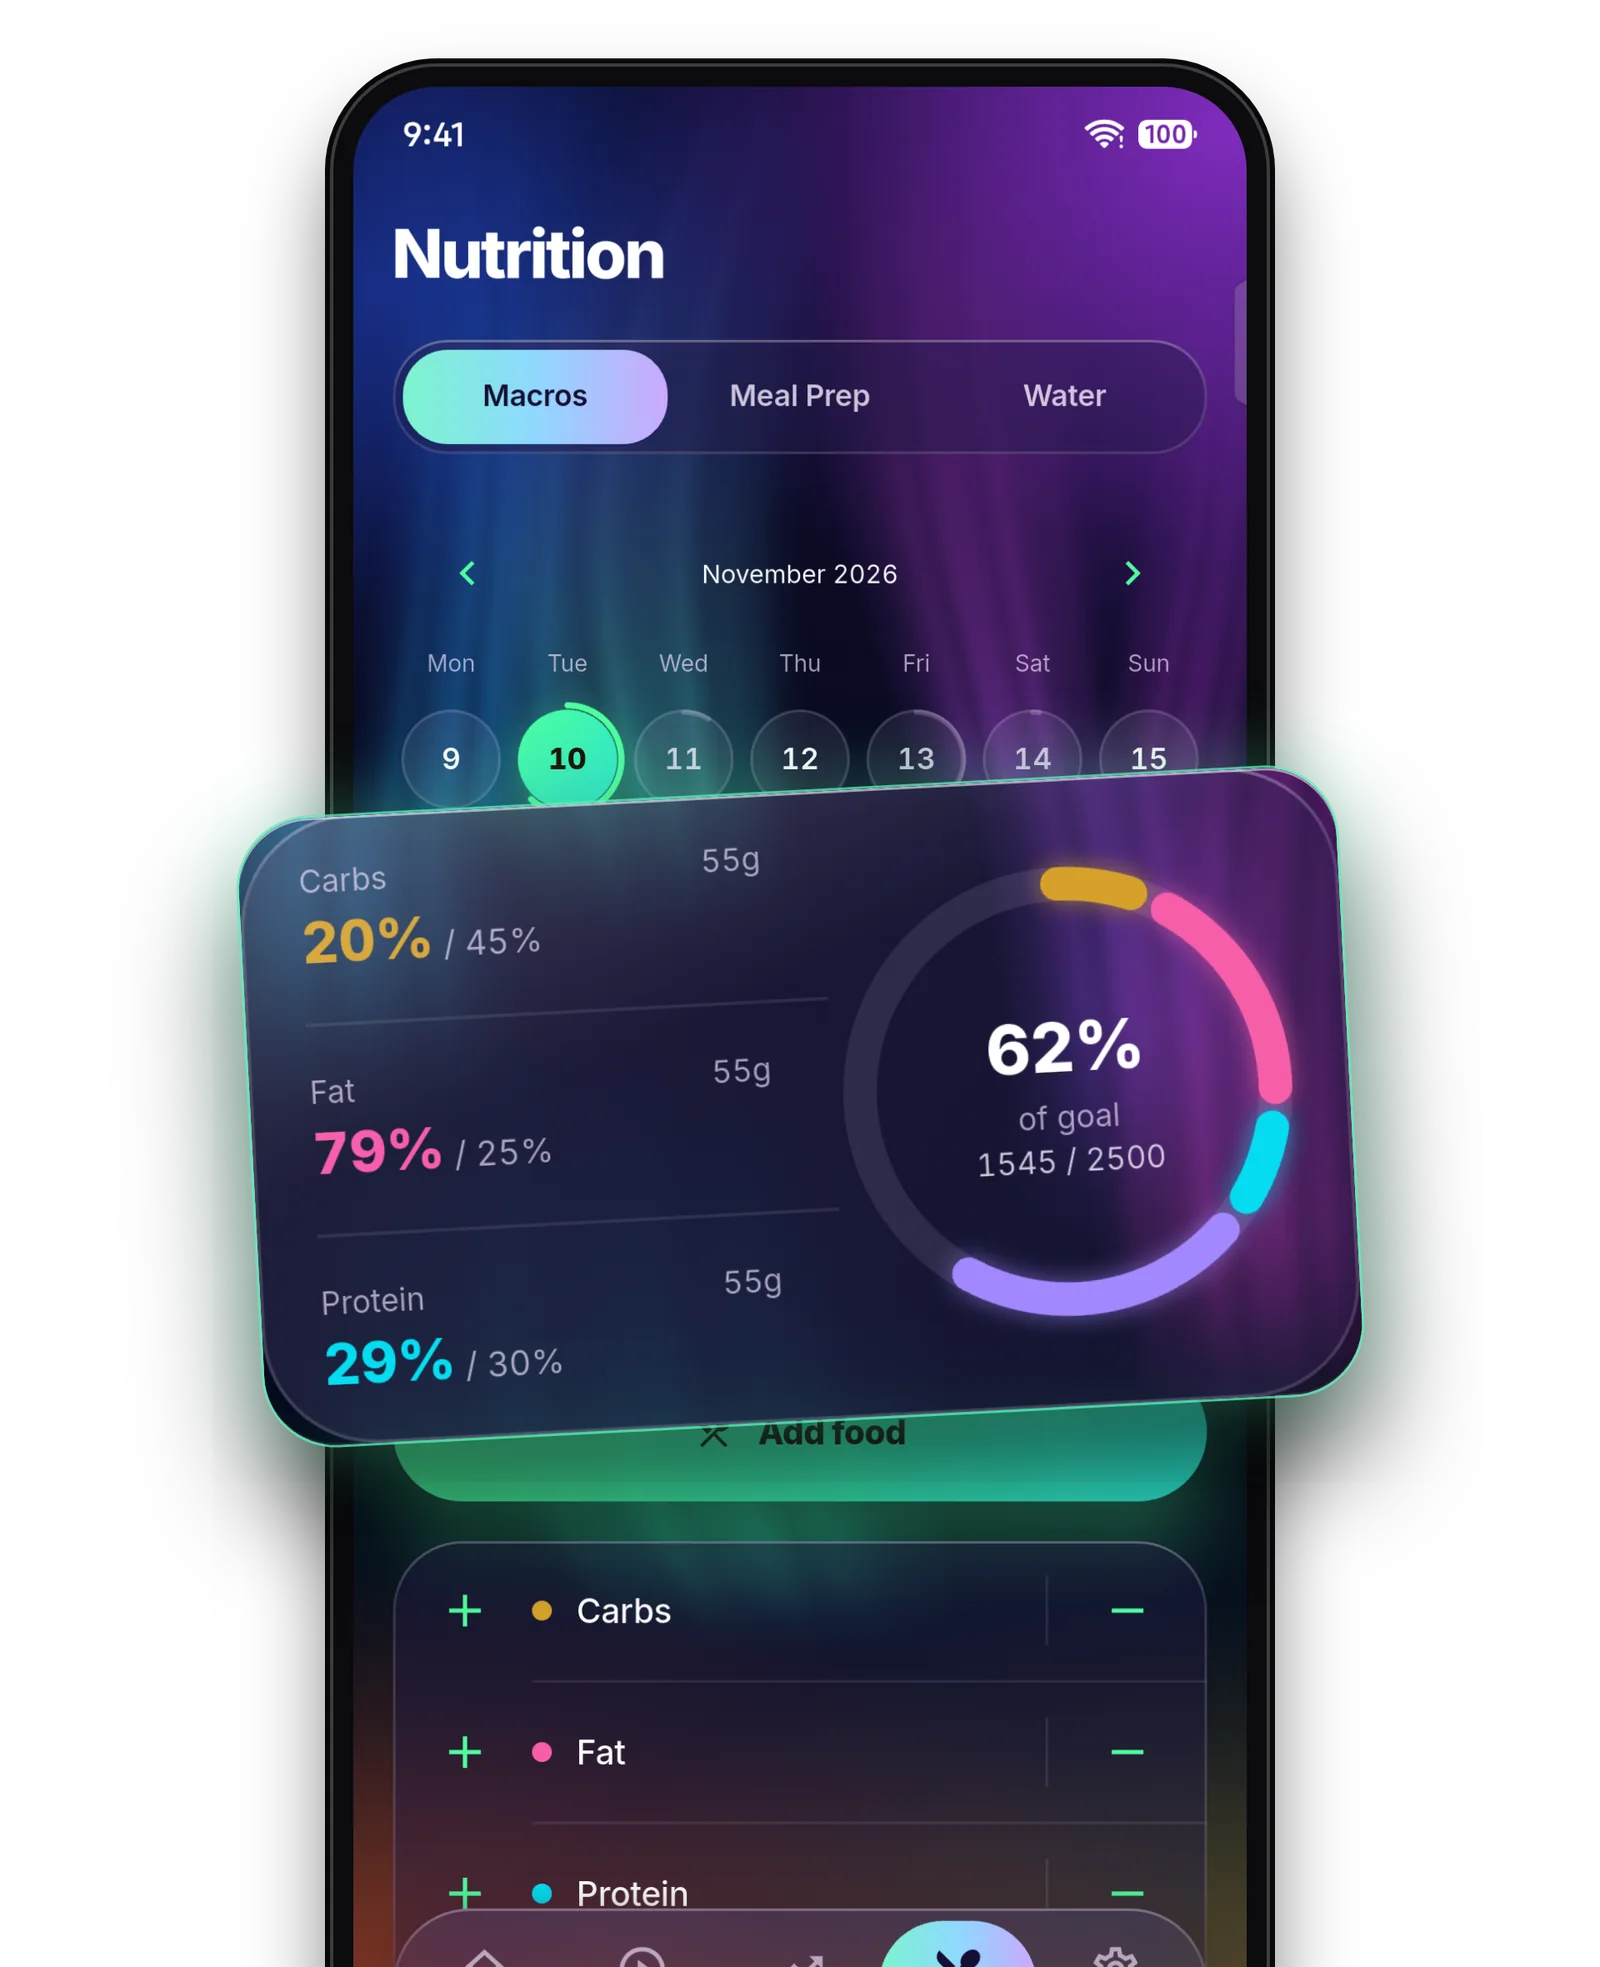 9:41
100
Nutrition
Macros Meal Prep Water
November 2026
Mon Tue Wed Thu Fri Sat Sun
9 10 11 12 13 14 15
Carbs 55g
20% / 45%
Fat 55g
79% / 25%
Protein 55g
29% / 30%
62%
of goal
1545 / 2500
Add food
Carbs
Fat
Protein